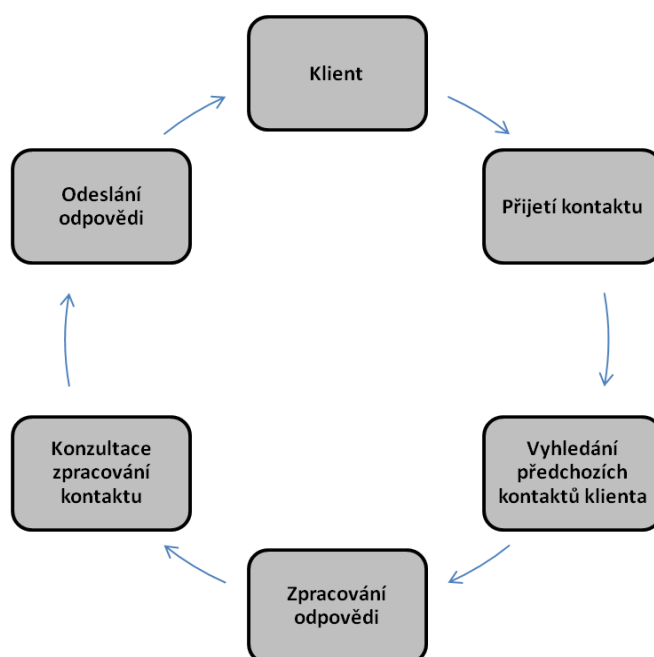 Klient
Přijetí kontaktu
Vyhledání
předchozích
kontaktů klienta
Zpracování
odpovědi
Konzultace
zpracování
kontaktu
Odeslání
odpovědi